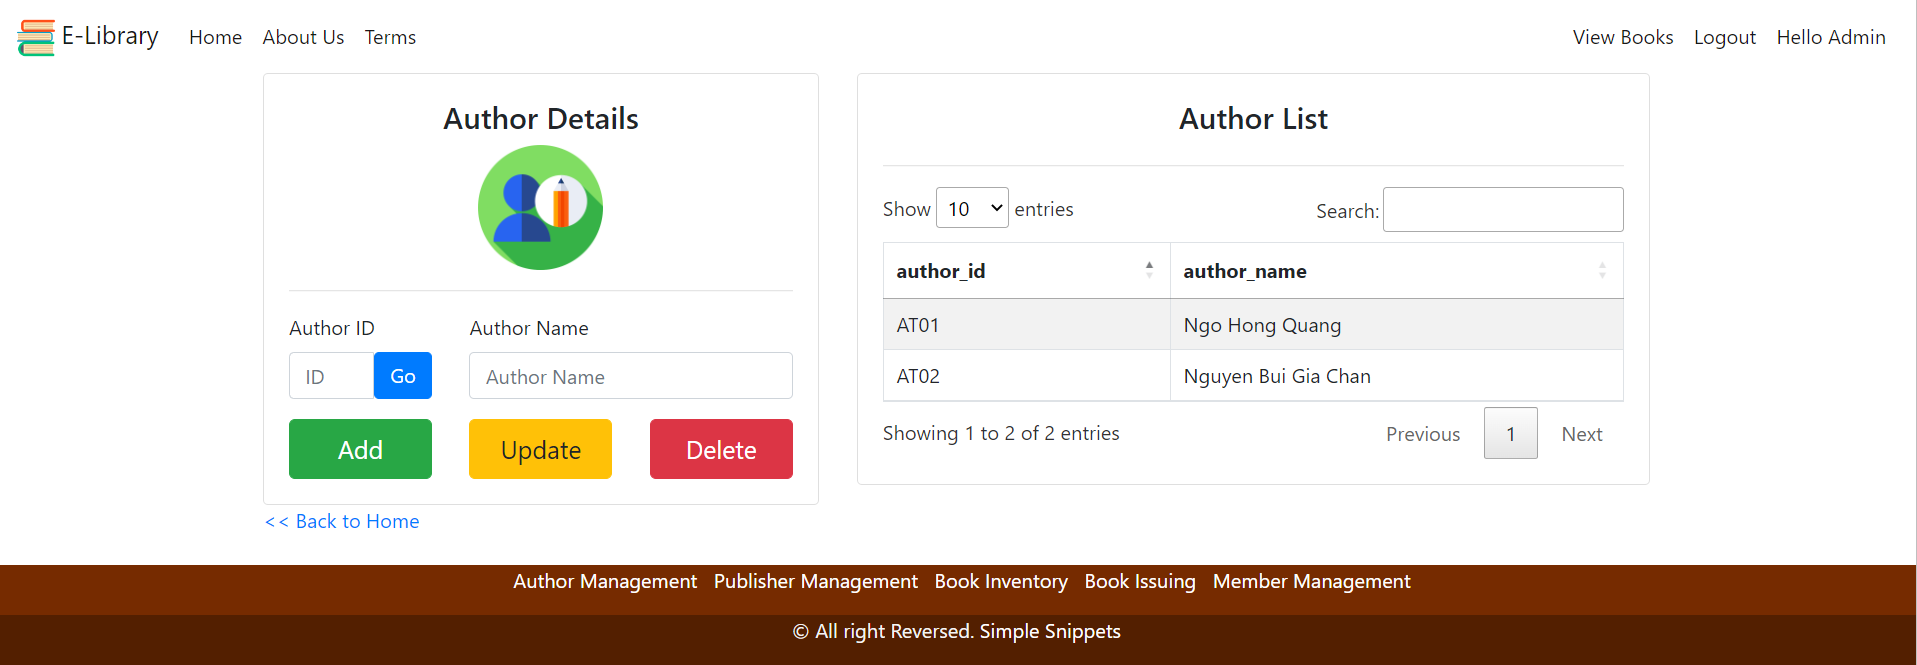 E-Library Home About Us Terms View Books Logout Hello Admin
Author Details
Author ID Author Name
ID Go Author Name
Add Update Delete
<< Back to Home
Author List
Show 10 entries Search:
author_id author_name
AT01 Ngo Hong Quang
AT02 Nguyen Bui Gia Chan
Showing 1 to 2 of 2 entries Previous 1 Next
Author Management Publisher Management Book Inventory Book Issuing Member Management
© All right Reversed. Simple Snippets